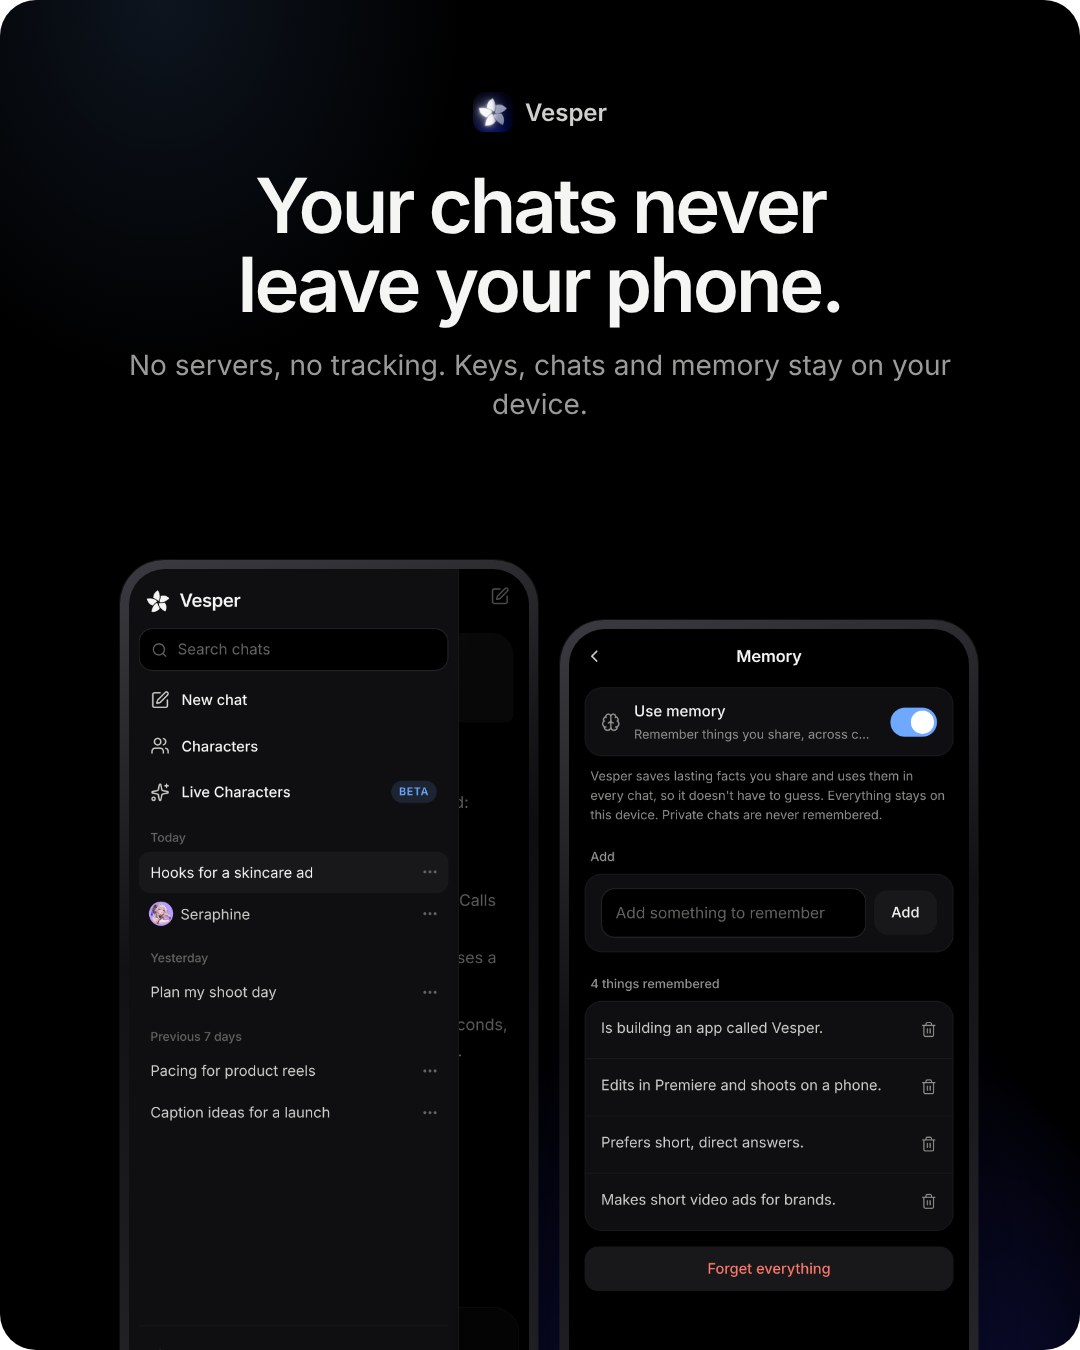 Vesper
Your chats never
leave your phone.
No servers, no tracking. Keys, chats and memory stay on your
device.
Vesper
Search chats
New chat
Characters
Live Characters BETA
Today
Hooks for a skincare ad
Seraphine
Yesterday
Plan my shoot day
Previous 7 days
Pacing for product reels
Caption ideas for a launch
d:
Calls
ses a
conds,
.
Memory
Use memory
Remember things you share, across c...
Vesper saves lasting facts you share and uses them in
every chat, so it doesn't have to guess. Everything stays on
this device. Private chats are never remembered.
Add
Add something to remember Add
4 things remembered
Is building an app called Vesper.
Edits in Premiere and shoots on a phone.
Prefers short, direct answers.
Makes short video ads for brands.
Forget everything